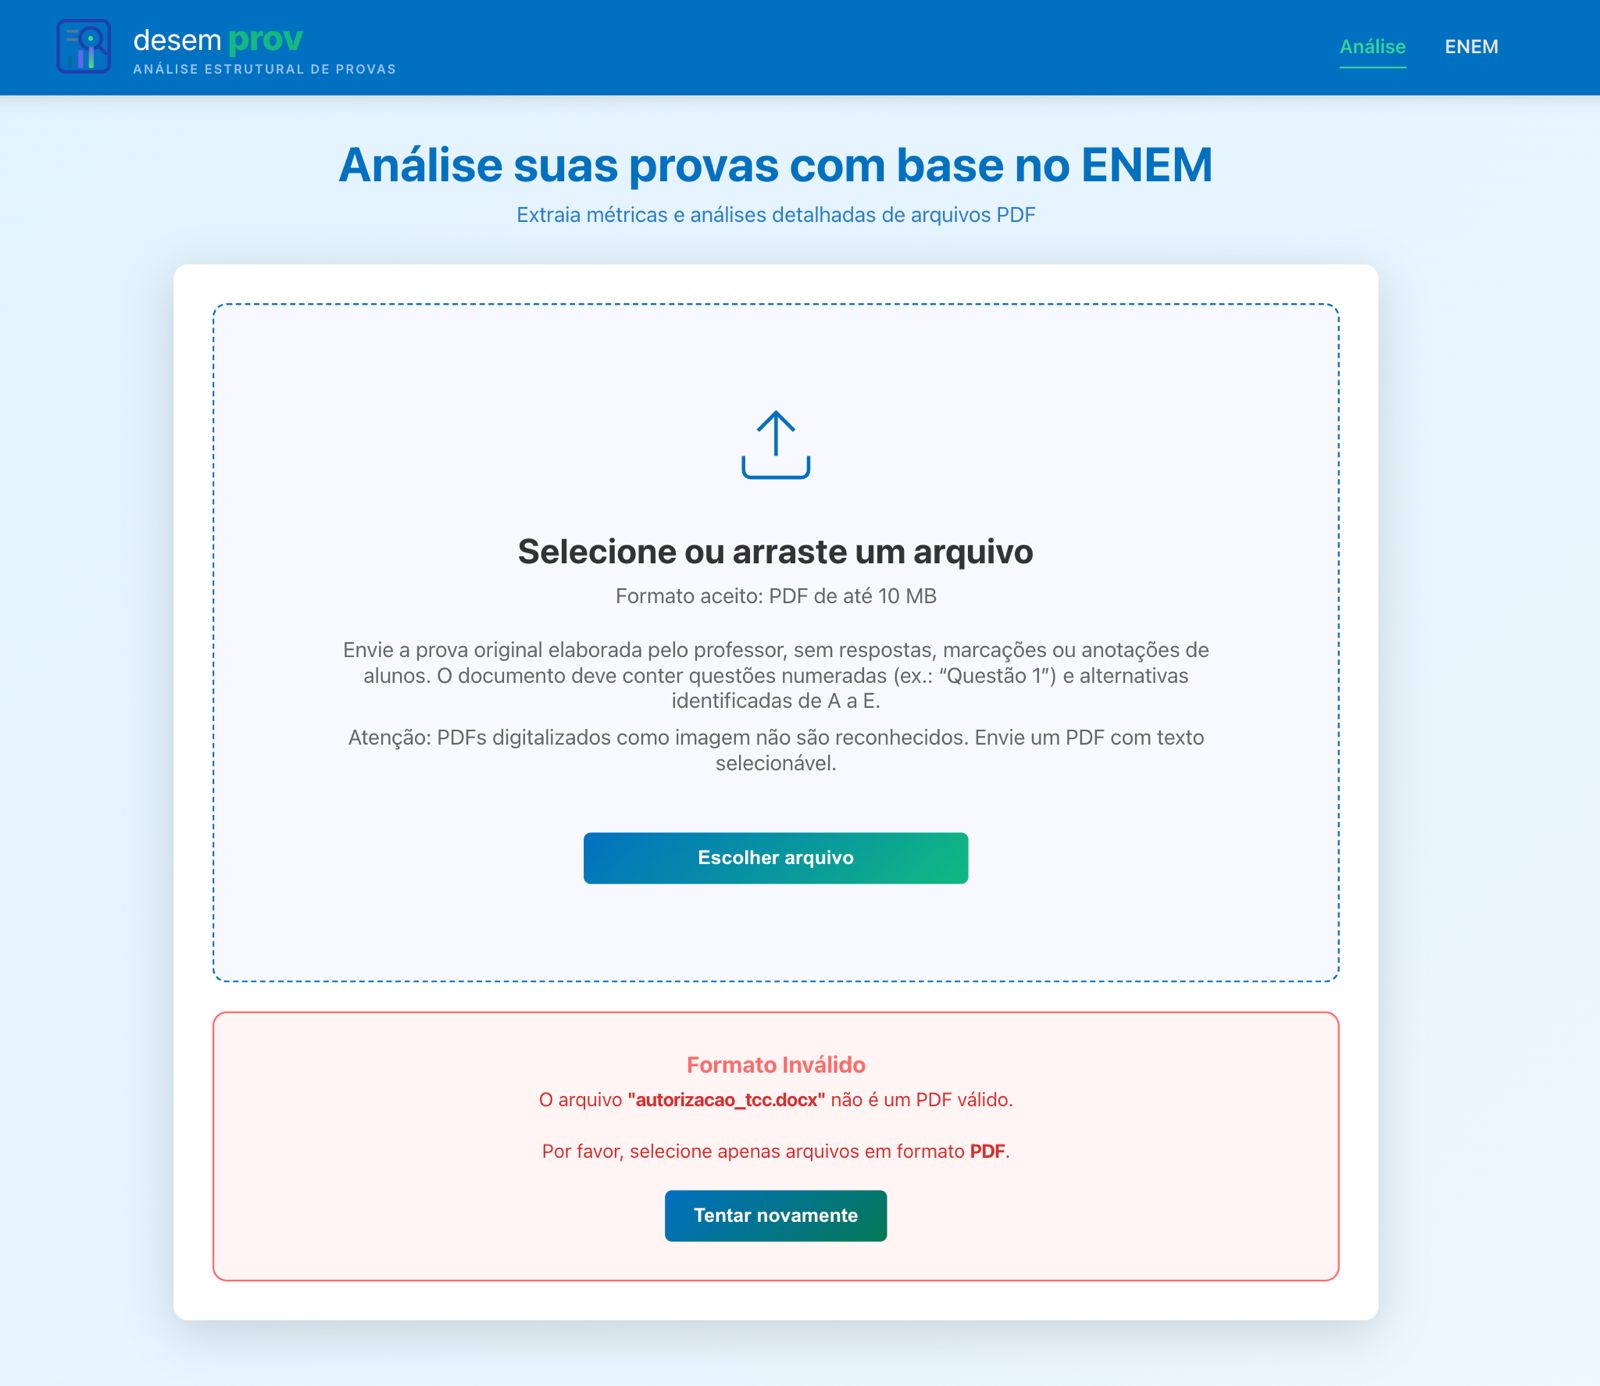 desem prov
ANÁLISE ESTRUTURAL DE PROVAS
Análise
ENEM
Análise suas provas com base no ENEM
Extraia métricas e análises detalhadas de arquivos PDF
Selecione ou arraste um arquivo
Formato aceito: PDF de até 10 MB
Envie a prova original elaborada pelo professor, sem respostas, marcações ou anotações de
alunos. O documento deve conter questões numeradas (ex.: “Questão 1”) e alternativas
identificadas de A a E.
Atenção: PDFs digitalizados como imagem não são reconhecidos. Envie um PDF com texto
selecionável.
Escolher arquivo
Formato Inválido
O arquivo "autorizacao_tcc.docx" não é um PDF válido.
Por favor, selecione apenas arquivos em formato PDF.
Tentar novamente